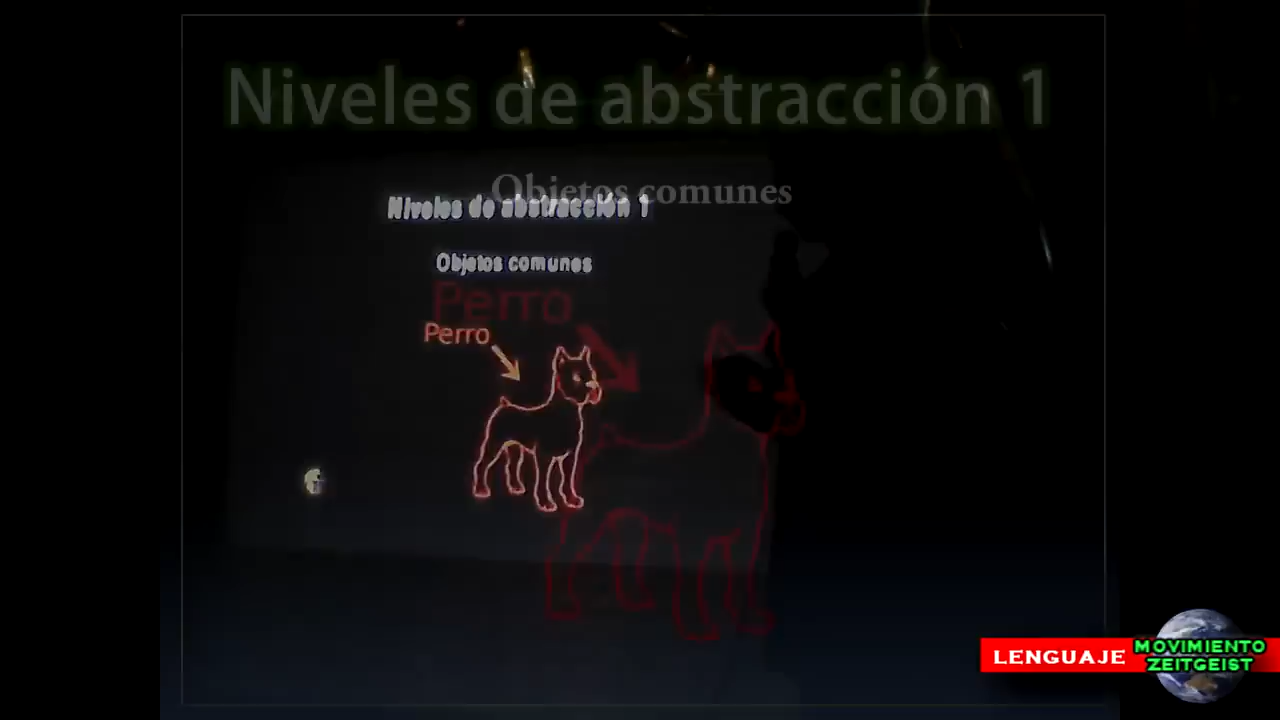 Niveles de abstracción 1
Objetos comunes
Niveles de abstracción 1
Objetos comunes
Perro
Perro
LENGUAJE
MOVIMIENTO
ZEITGEIST